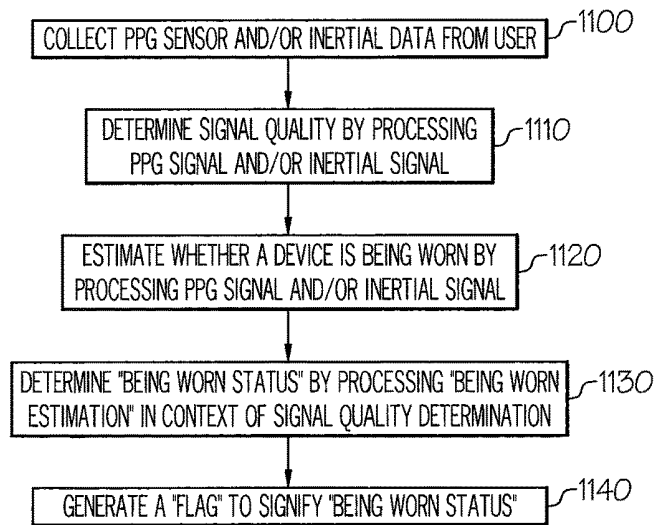 COLLECT PPG SENSOR AND/OR INERTIAL DATA FROM USER
1100
DETERMINE SIGNAL QUALITY BY PROCESSING
PPG SIGNAL AND/OR INERTIAL SIGNAL
1110
ESTIMATE WHETHER A DEVICE IS BEING WORN BY
PROCESSING PPG SIGNAL AND/OR INERTIAL SIGNAL
1120
DETERMINE "BEING WORN STATUS" BY PROCESSING "BEING WORN
ESTIMATION" IN CONTEXT OF SIGNAL QUALITY DETERMINATION
1130
GENERATE A "FLAG" TO SIGNIFY "BEING WORN STATUS"
1140